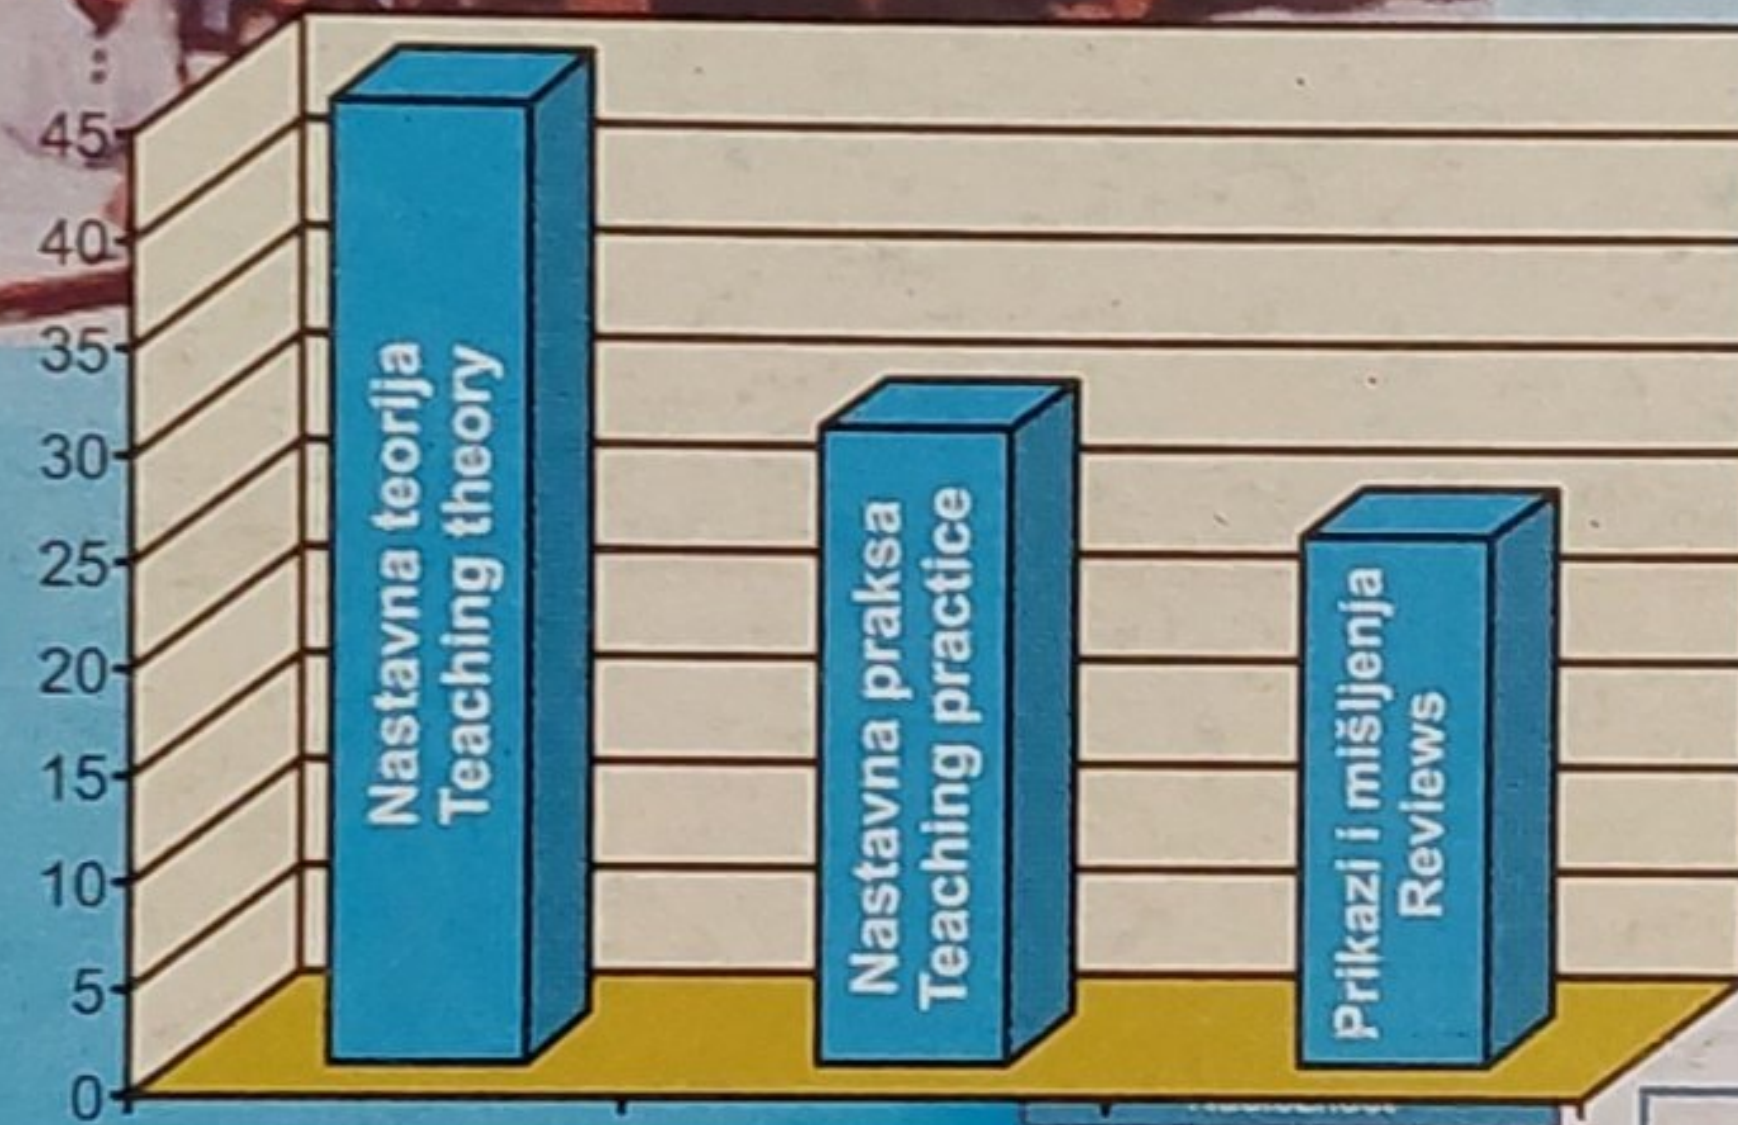 45
40
35
30
25
20
15
10
5
0
Nastavna teorija
Teaching theory
Nastavna praksa
Teaching practice
Prikazi i mišljenja
Reviews